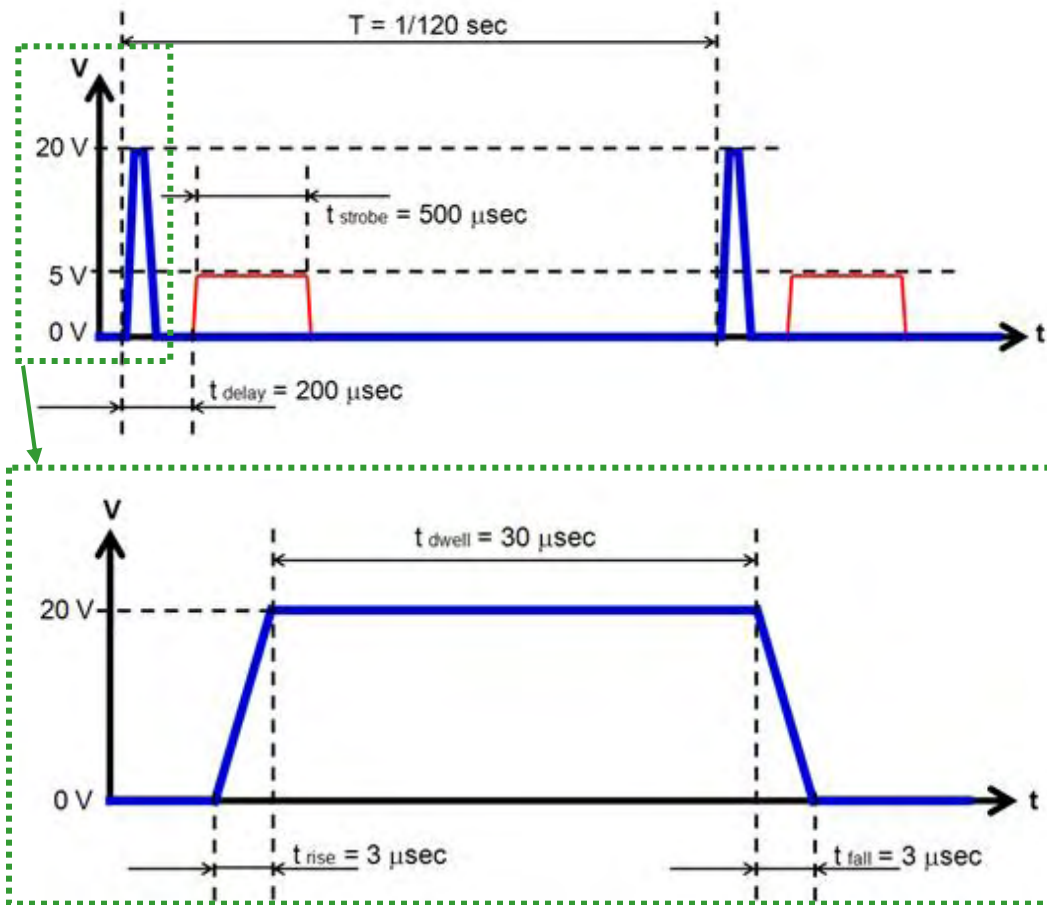 T = 1/120 sec
V
20 V
t strobe = 500 μsec
5 V
0 V
t
t delay = 200 μsec
V
t dwell = 30 μsec
20 V
0 V
t
t rise = 3 μsec
t fall = 3 μsec